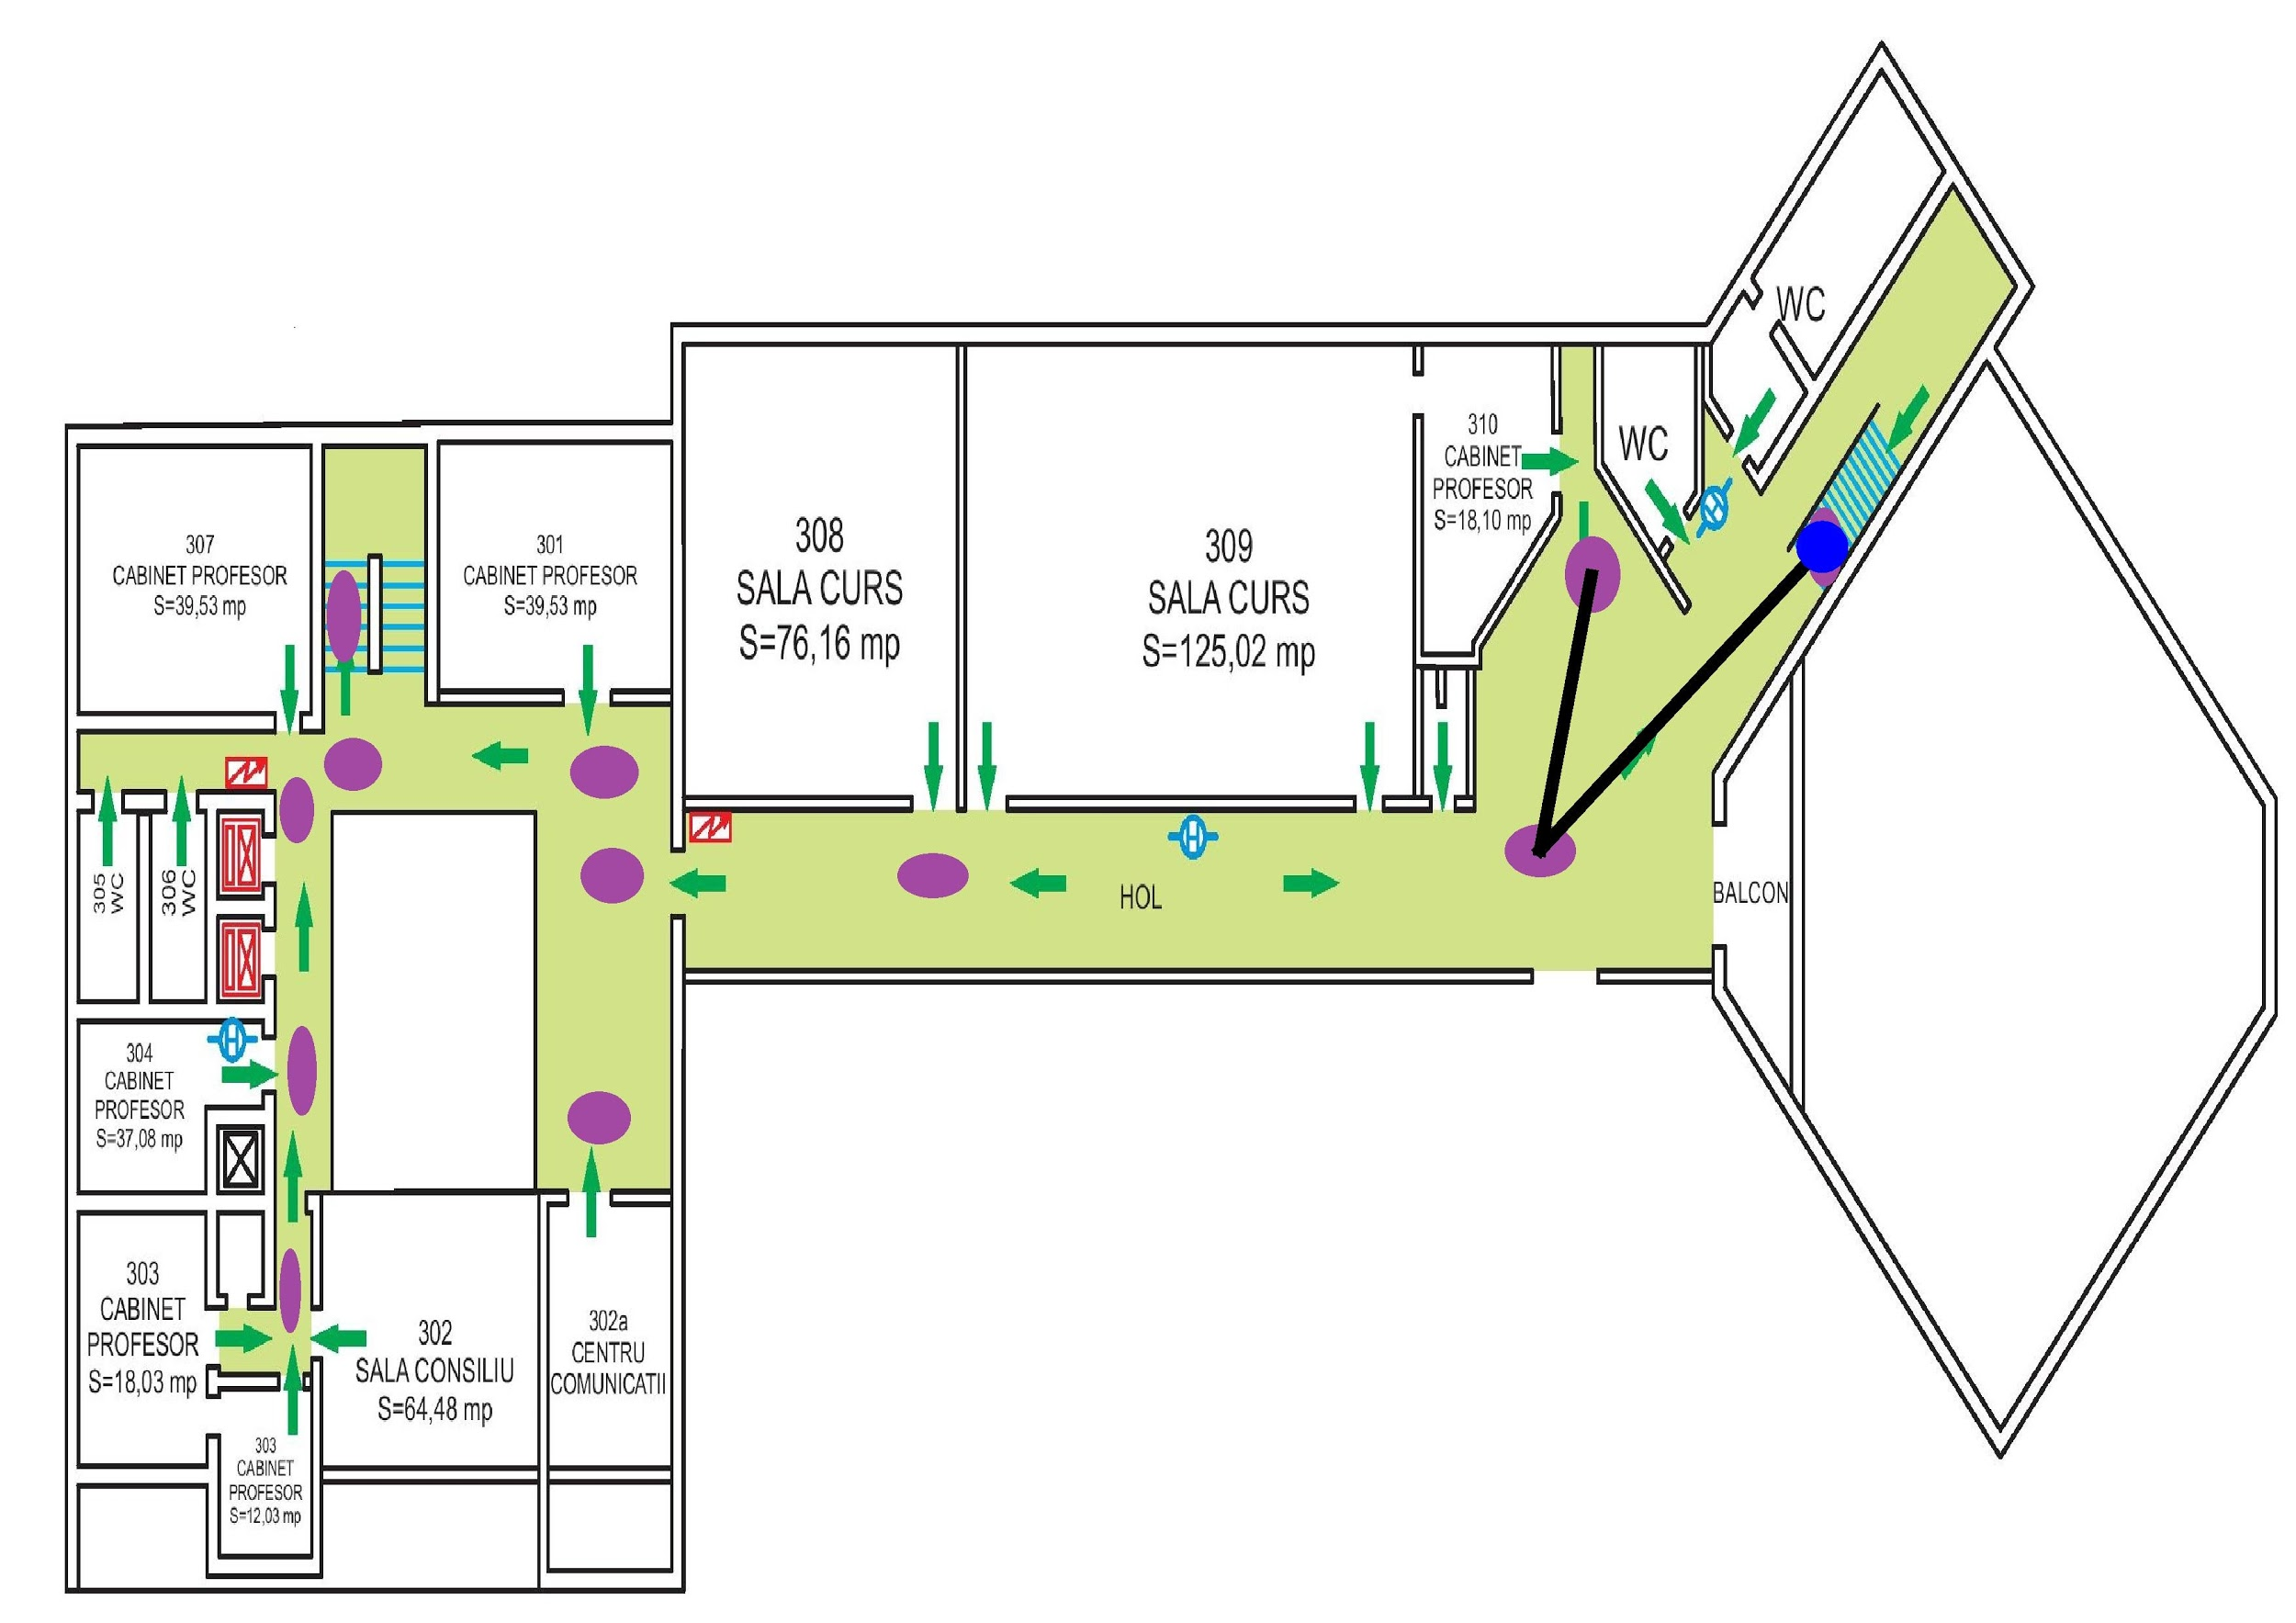 WC
307
CABINET PROFESOR
S=39,53 mp
301
CABINET PROFESOR
S=39,53 mp
308
SALA CURS
S=76,16 mp
309
SALA CURS
S=125,02 mp
310
CABINET
PROFESOR
S=18,10 mp
WC
305
WC
306
WC
HOL
BALCON
304
CABINET
PROFESOR
S=37,08 mp
303
CABINET
PROFESOR
S=18,03 mp
302
SALA CONSILIU
S=64,48 mp
302a
CENTRU
COMUNICATII
303
CABINET
PROFESOR
S=12,03 mp
H
H
H